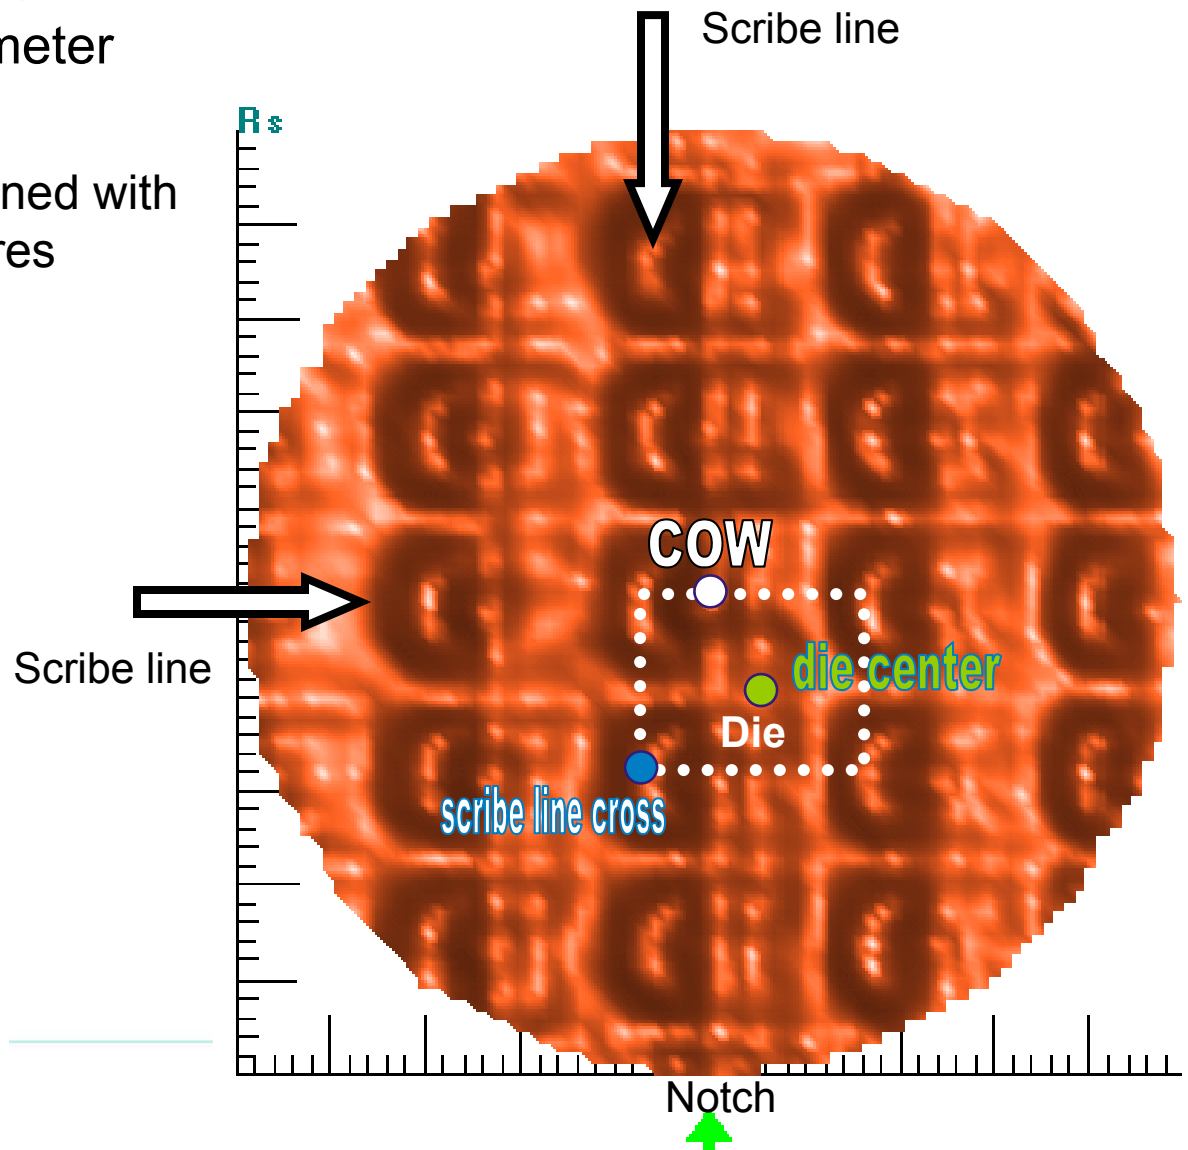 Scribe line
meter
Rs
ned with
res
COW
Scribe line
die center
Die
scribe line cross
Notch